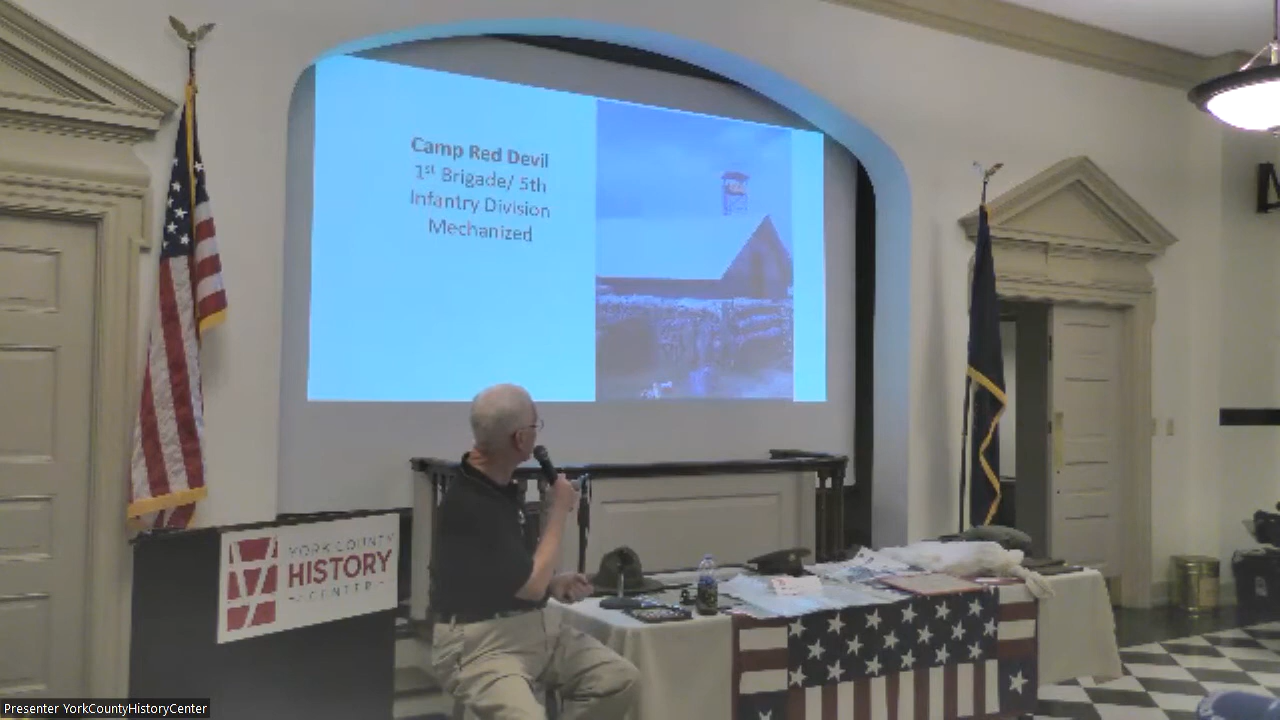 Camp Red Devil
1st Brigade/ 5th
Infantry Division
Mechanized
YORK COUNTY
HISTORY
CENTER
Presenter YorkCountyHistoryCenter